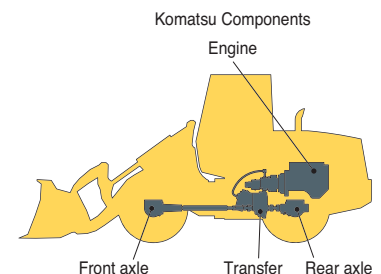 Komatsu Components
Engine
Front axle
Transfer
Rear axle